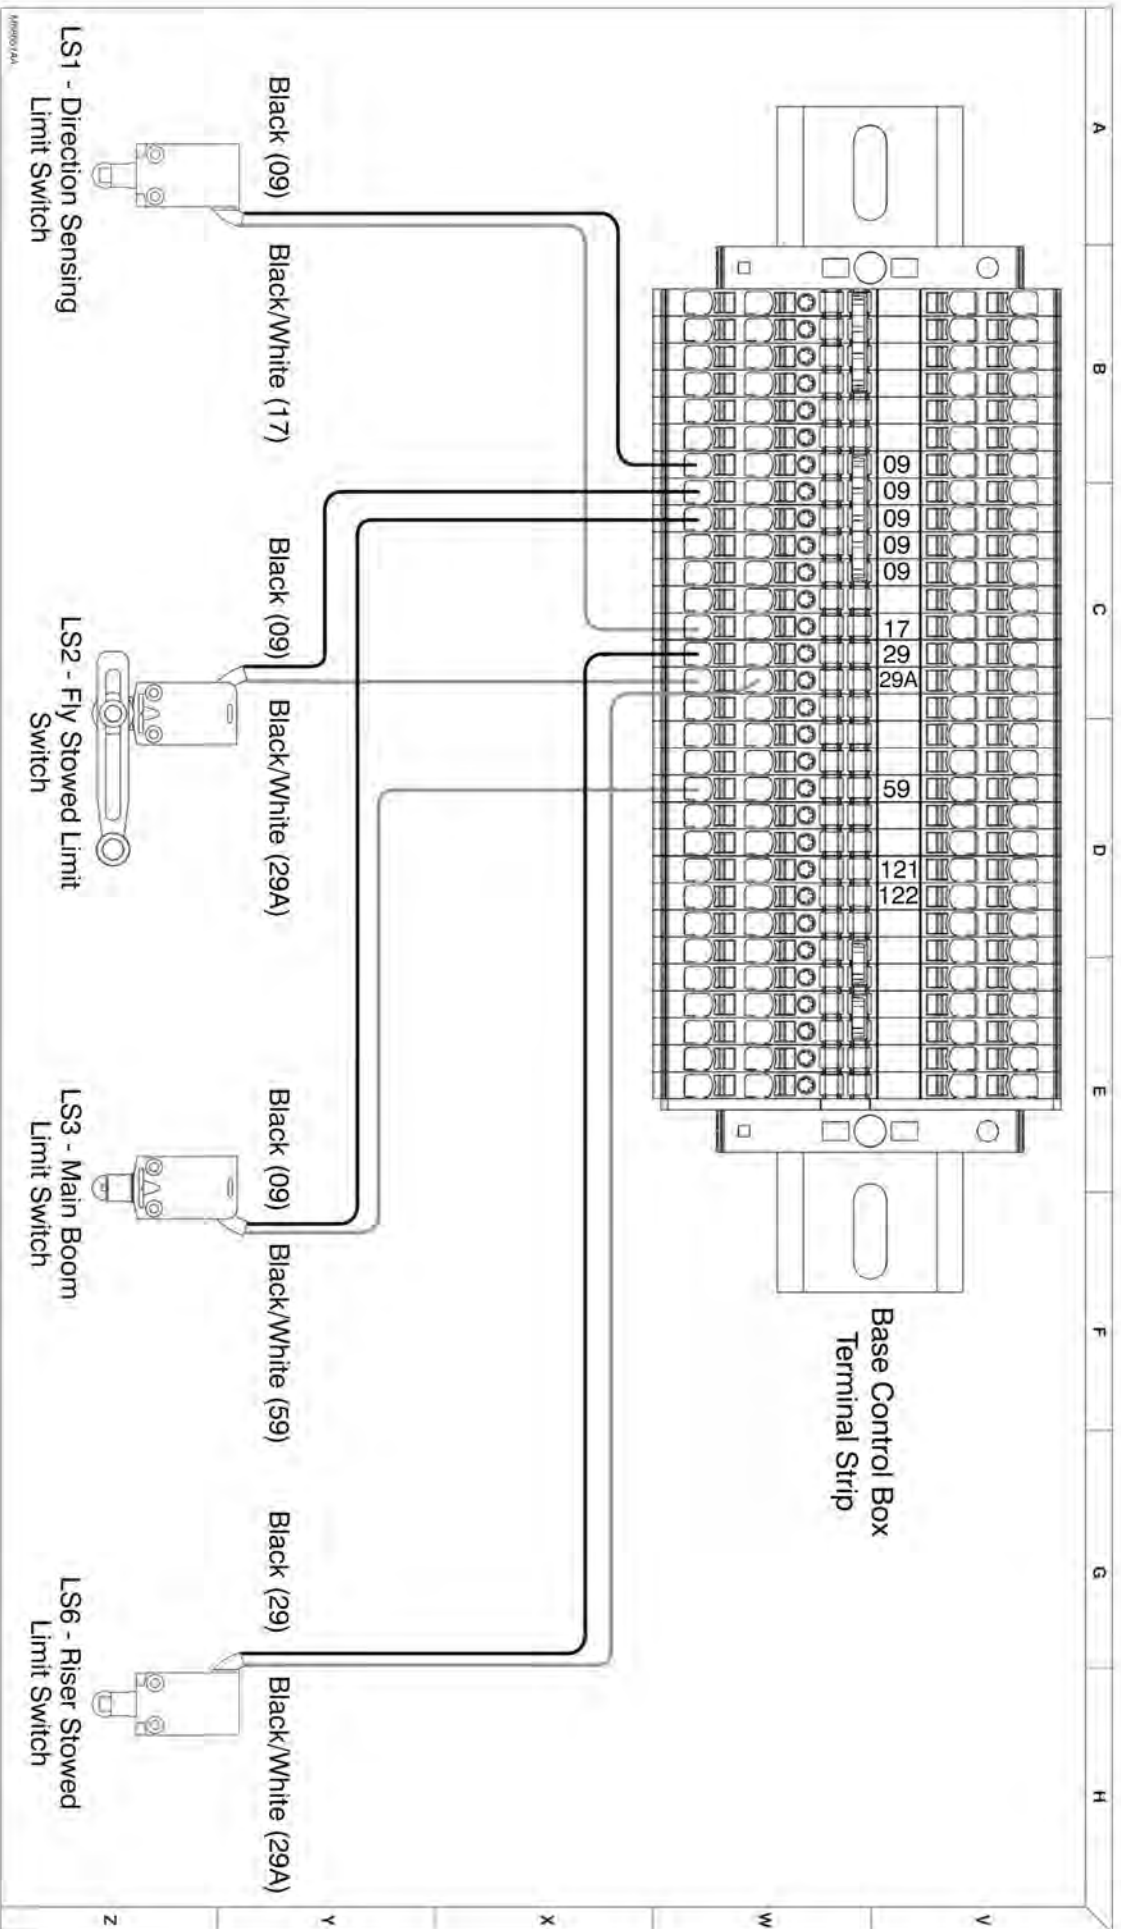 A
B
C
D
E
F
G
H
V
W
X
Y
Z
Base Control Box
Terminal Strip
09
09
09
09
09
17
29
29A
59
121
122
Black (09)
Black/White (17)
Black (09)
Black/White (29A)
Black (09)
Black/White (59)
Black (29)
Black/White (29A)
LS1 - Direction Sensing
Limit Switch
LS2 - Fly Stowed Limit
Switch
LS3 - Main Boom
Limit Switch
LS6 - Riser Stowed
Limit Switch